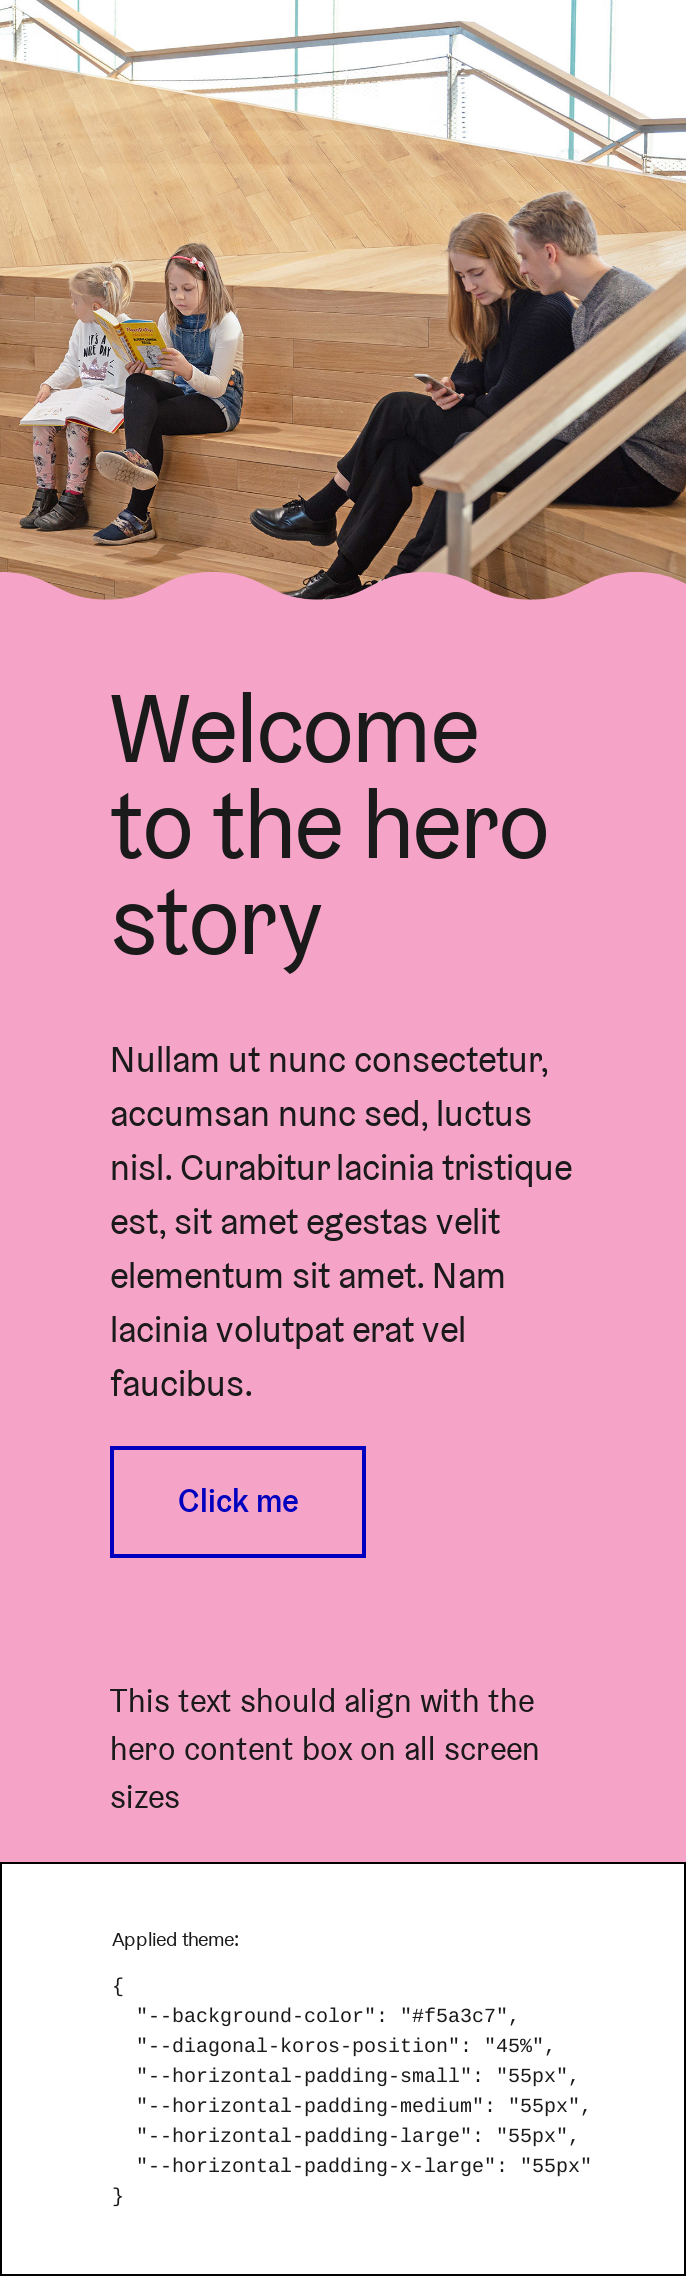 IT'S A
Welcome
to the hero
story
Nullam ut nunc consectetur,
accumsan nunc sed, luctus
nisl. Curabitur lacinia tristique
est, sit amet egestas velit
elementum sit amet. Nam
lacinia volutpat erat vel
faucibus.
Click me
This text should align with the
hero content box on all screen
sizes
Applied theme:
{
"--background-color": "#f5a3c7",
"--diagonal-koros-position": "45%",
"--horizontal-padding-small": "55px",
"--horizontal-padding-medium": "55px",
"--horizontal-padding-large": "55px",
"--horizontal-padding-x-large": "55px"
}